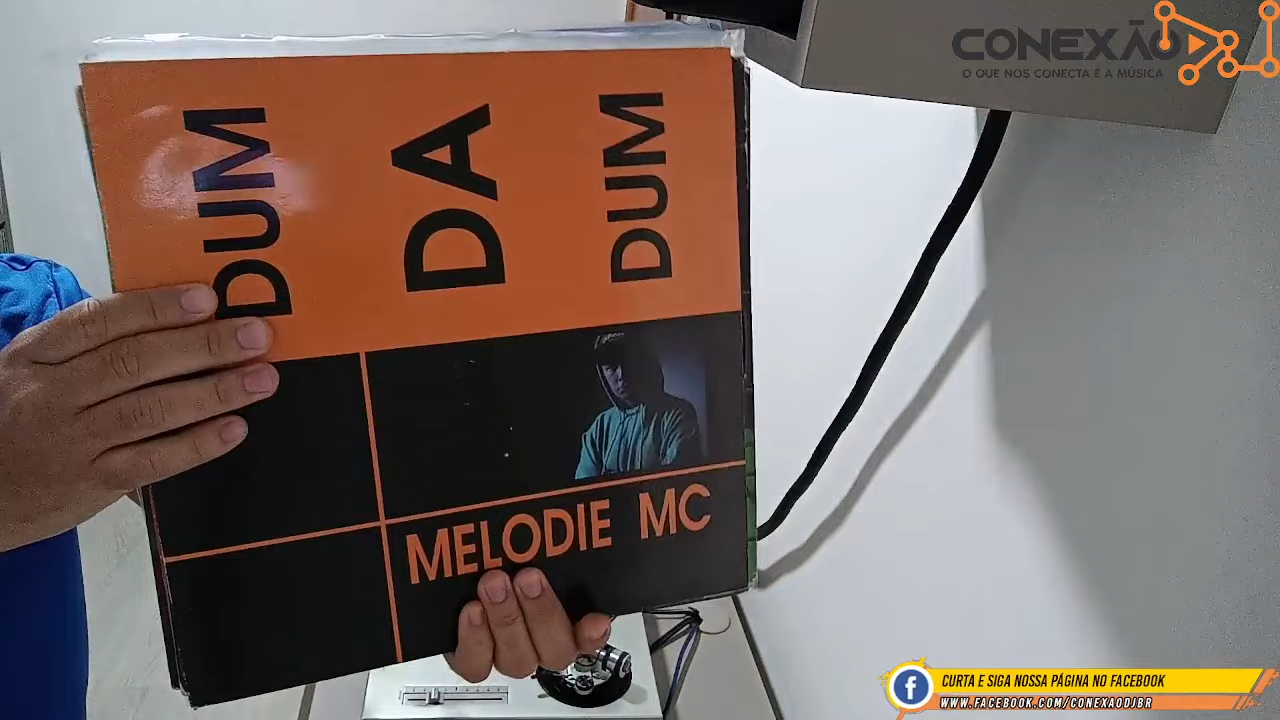 DUM
DA
DUM
MELODIE MC
CONEXÃO
O QUE NOS CONECTA É A MÚSICA
CURTA E SIGA NOSSA PÁGINA NO FACEBOOK
WWW.FACEBOOK.COM/CONEXAODJBR